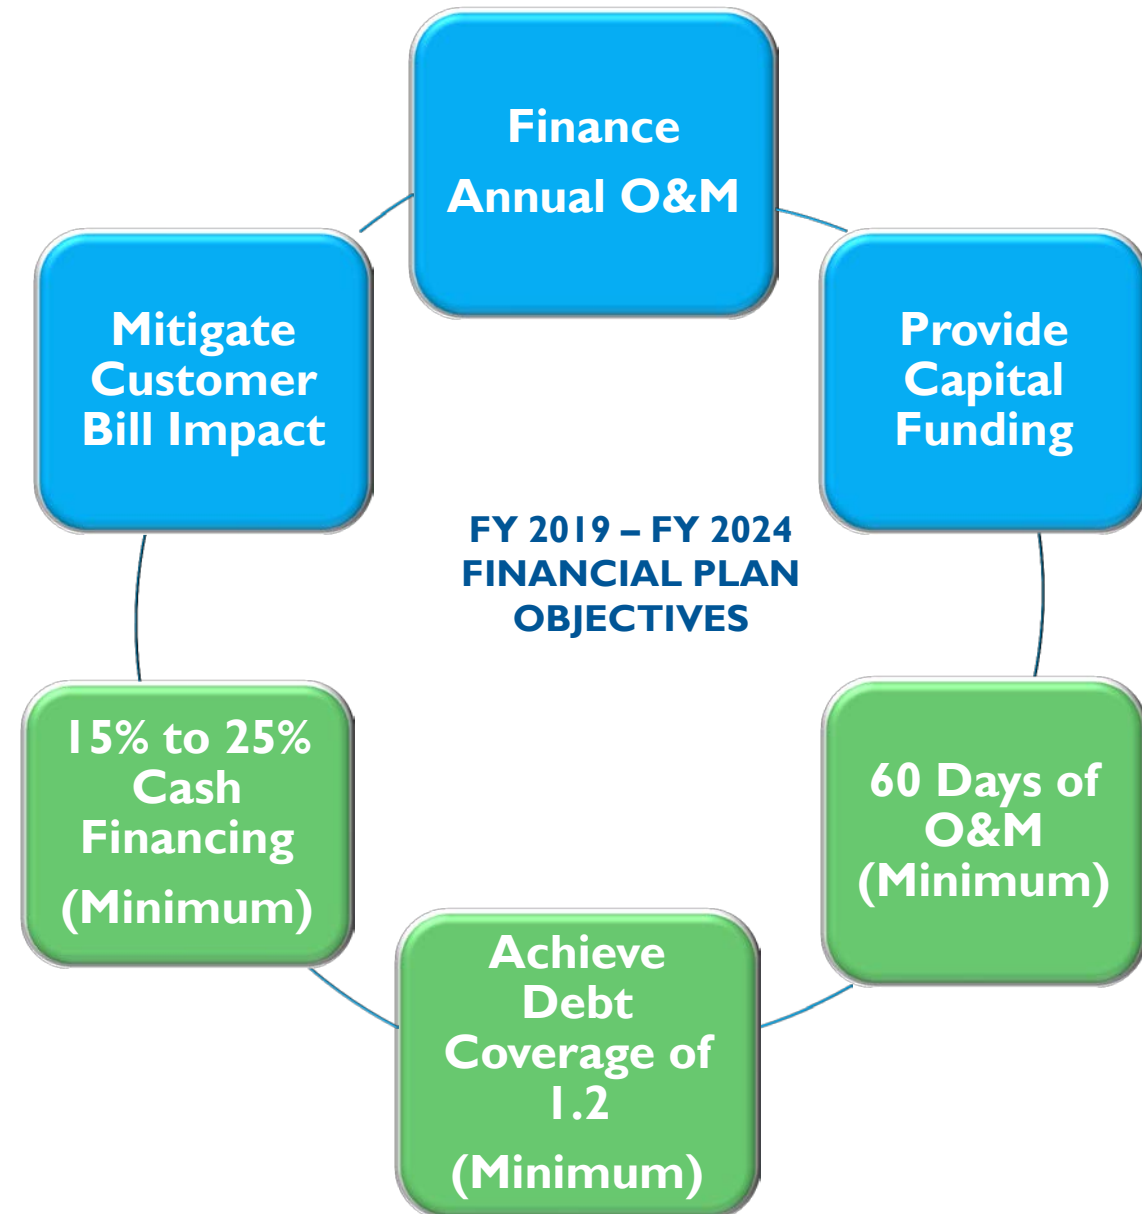 Finance
Annual O&M
Mitigate
Customer
Bill Impact
Provide
Capital
Funding
FY 2019 – FY 2024
FINANCIAL PLAN
OBJECTIVES
15% to 25%
Cash
Financing
(Minimum)
60 Days of
O&M
(Minimum)
Achieve
Debt
Coverage of
1.2
(Minimum)